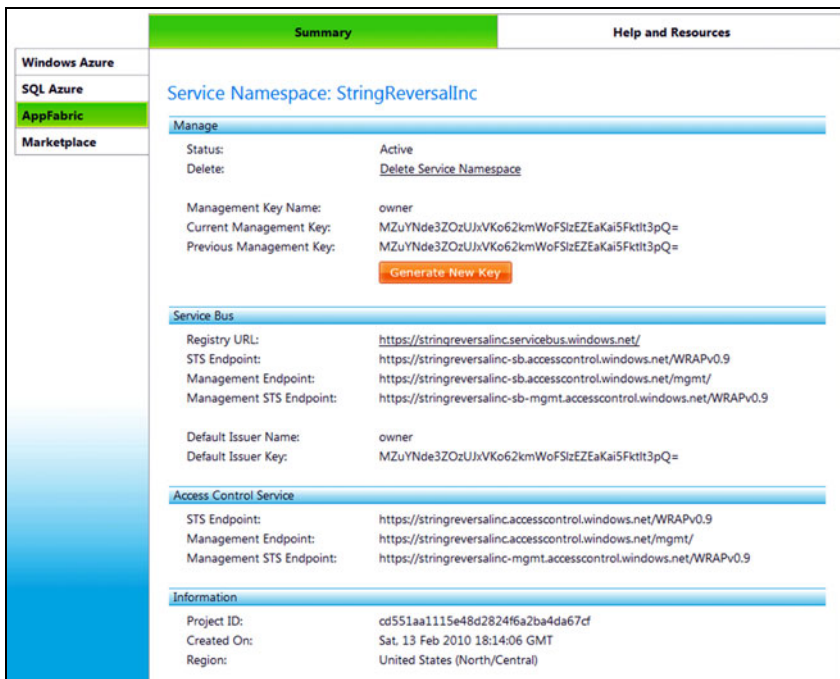 Summary
Help and Resources
Windows Azure
SQL Azure
AppFabric
Marketplace
Service Namespace: StringReversalInc
Manage
Status: Active
Delete: Delete Service Namespace
Management Key Name: owner
Current Management Key: MZuYNde3ZOzUJxVKo62kmWoFSlzEZEaKai5FktIt3pQ=
Previous Management Key: MZuYNde3ZOzUJxVKo62kmWoFSlzEZEaKai5FktIt3pQ=
Generate New Key
Service Bus
Registry URL: https://stringreversalinc.servicebus.windows.net/
STS Endpoint: https://stringreversalinc-sb.accesscontrol.windows.net/WRAPv0.9
Management Endpoint: https://stringreversalinc-sb.accesscontrol.windows.net/mgmt/
Management STS Endpoint: https://stringreversalinc-sb-mgmt.accesscontrol.windows.net/WRAPv0.9
Default Issuer Name: owner
Default Issuer Key: MZuYNde3ZOzUJxVKo62kmWoFSlzEZEaKai5FktIt3pQ=
Access Control Service
STS Endpoint: https://stringreversalinc.accesscontrol.windows.net/WRAPv0.9
Management Endpoint: https://stringreversalinc.accesscontrol.windows.net/mgmt/
Management STS Endpoint: https://stringreversalinc-mgmt.accesscontrol.windows.net/WRAPv0.9
Information
Project ID: cd551aa1115e48d2824f6a2ba4da67cf
Created On: Sat, 13 Feb 2010 18:14:06 GMT
Region: United States (North/Central)